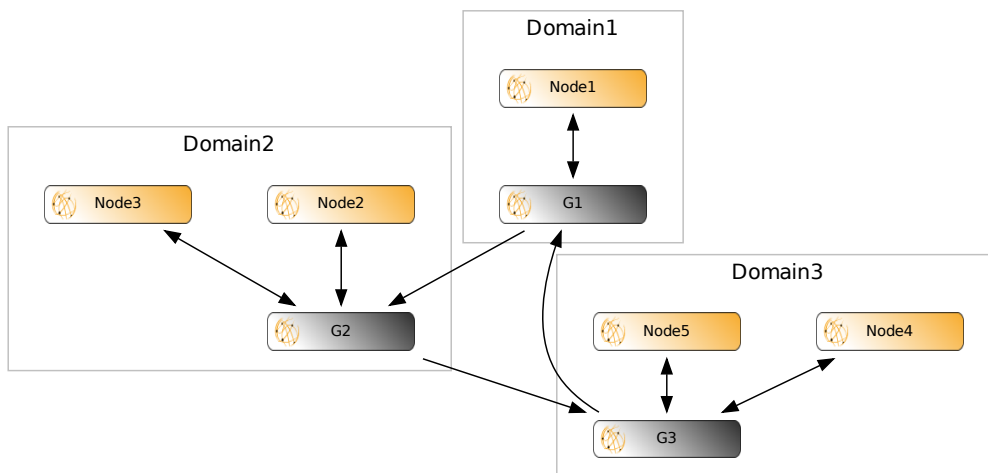 Domain1
Node1
G1
Domain2
Node3
Node2
G2
Domain3
Node5
Node4
G3